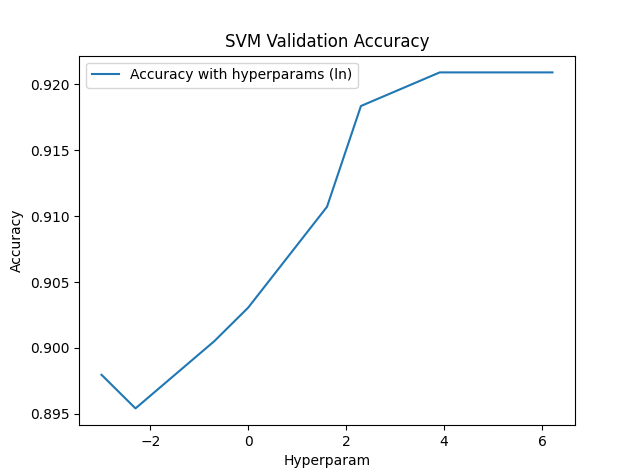 SVM Validation Accuracy
Accuracy with hyperparams (ln)
0.920
0.915
0.910
0.905
0.900
0.895
Accuracy
−2
0
2
4
6
Hyperparam